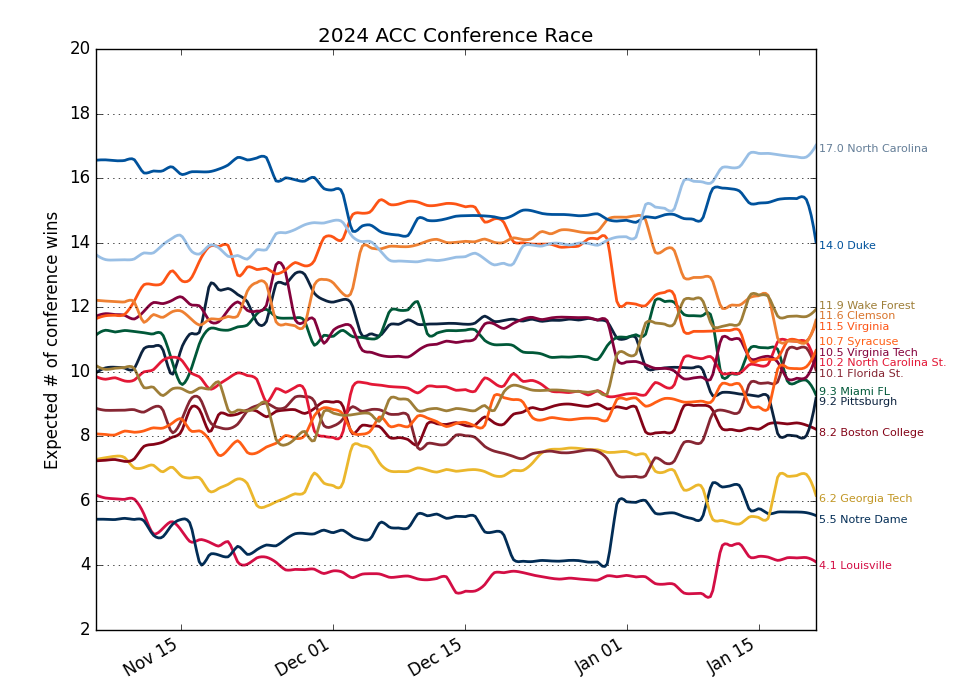 2024 ACC Conference Race
Expected # of conference wins
20
18
16
14
12
10
8
6
4
2
17.0 North Carolina
14.0 Duke
11.9 Wake Forest
11.6 Clemson
11.5 Virginia
10.7 Syracuse
10.5 Virginia Tech
10.2 North Carolina St.
10.1 Florida St.
9.3 Miami FL
9.2 Pittsburgh
8.2 Boston College
6.2 Georgia Tech
5.5 Notre Dame
4.1 Louisville
Nov 15
Dec 01
Dec 15
Jan 01
Jan 15